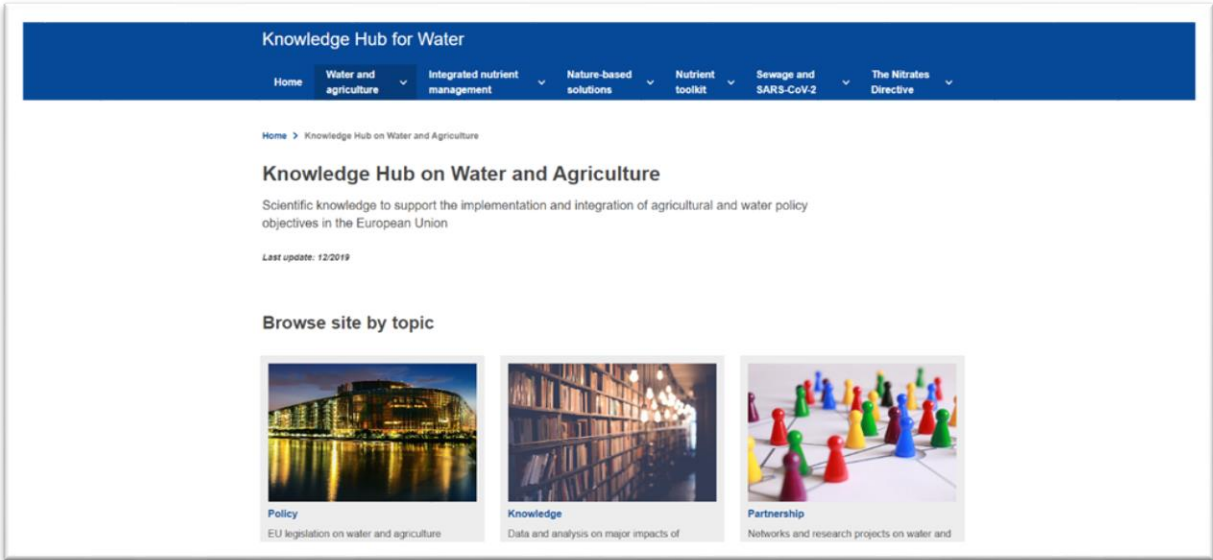 Knowledge Hub for Water
Home
Water and
agriculture
Integrated nutrient
management
Nature-based
solutions
Nutrient
toolkit
Sewage and
SARS-CoV-2
The Nitrates
Directive
Home > Knowledge Hub on Water and Agriculture
Knowledge Hub on Water and Agriculture
Scientific knowledge to support the implementation and integration of agricultural and water policy
objectives in the European Union
Last update: 12/2019
Browse site by topic
Policy
EU legislation on water and agriculture
Knowledge
Data and analysis on major impacts of
Partnership
Networks and research projects on water and